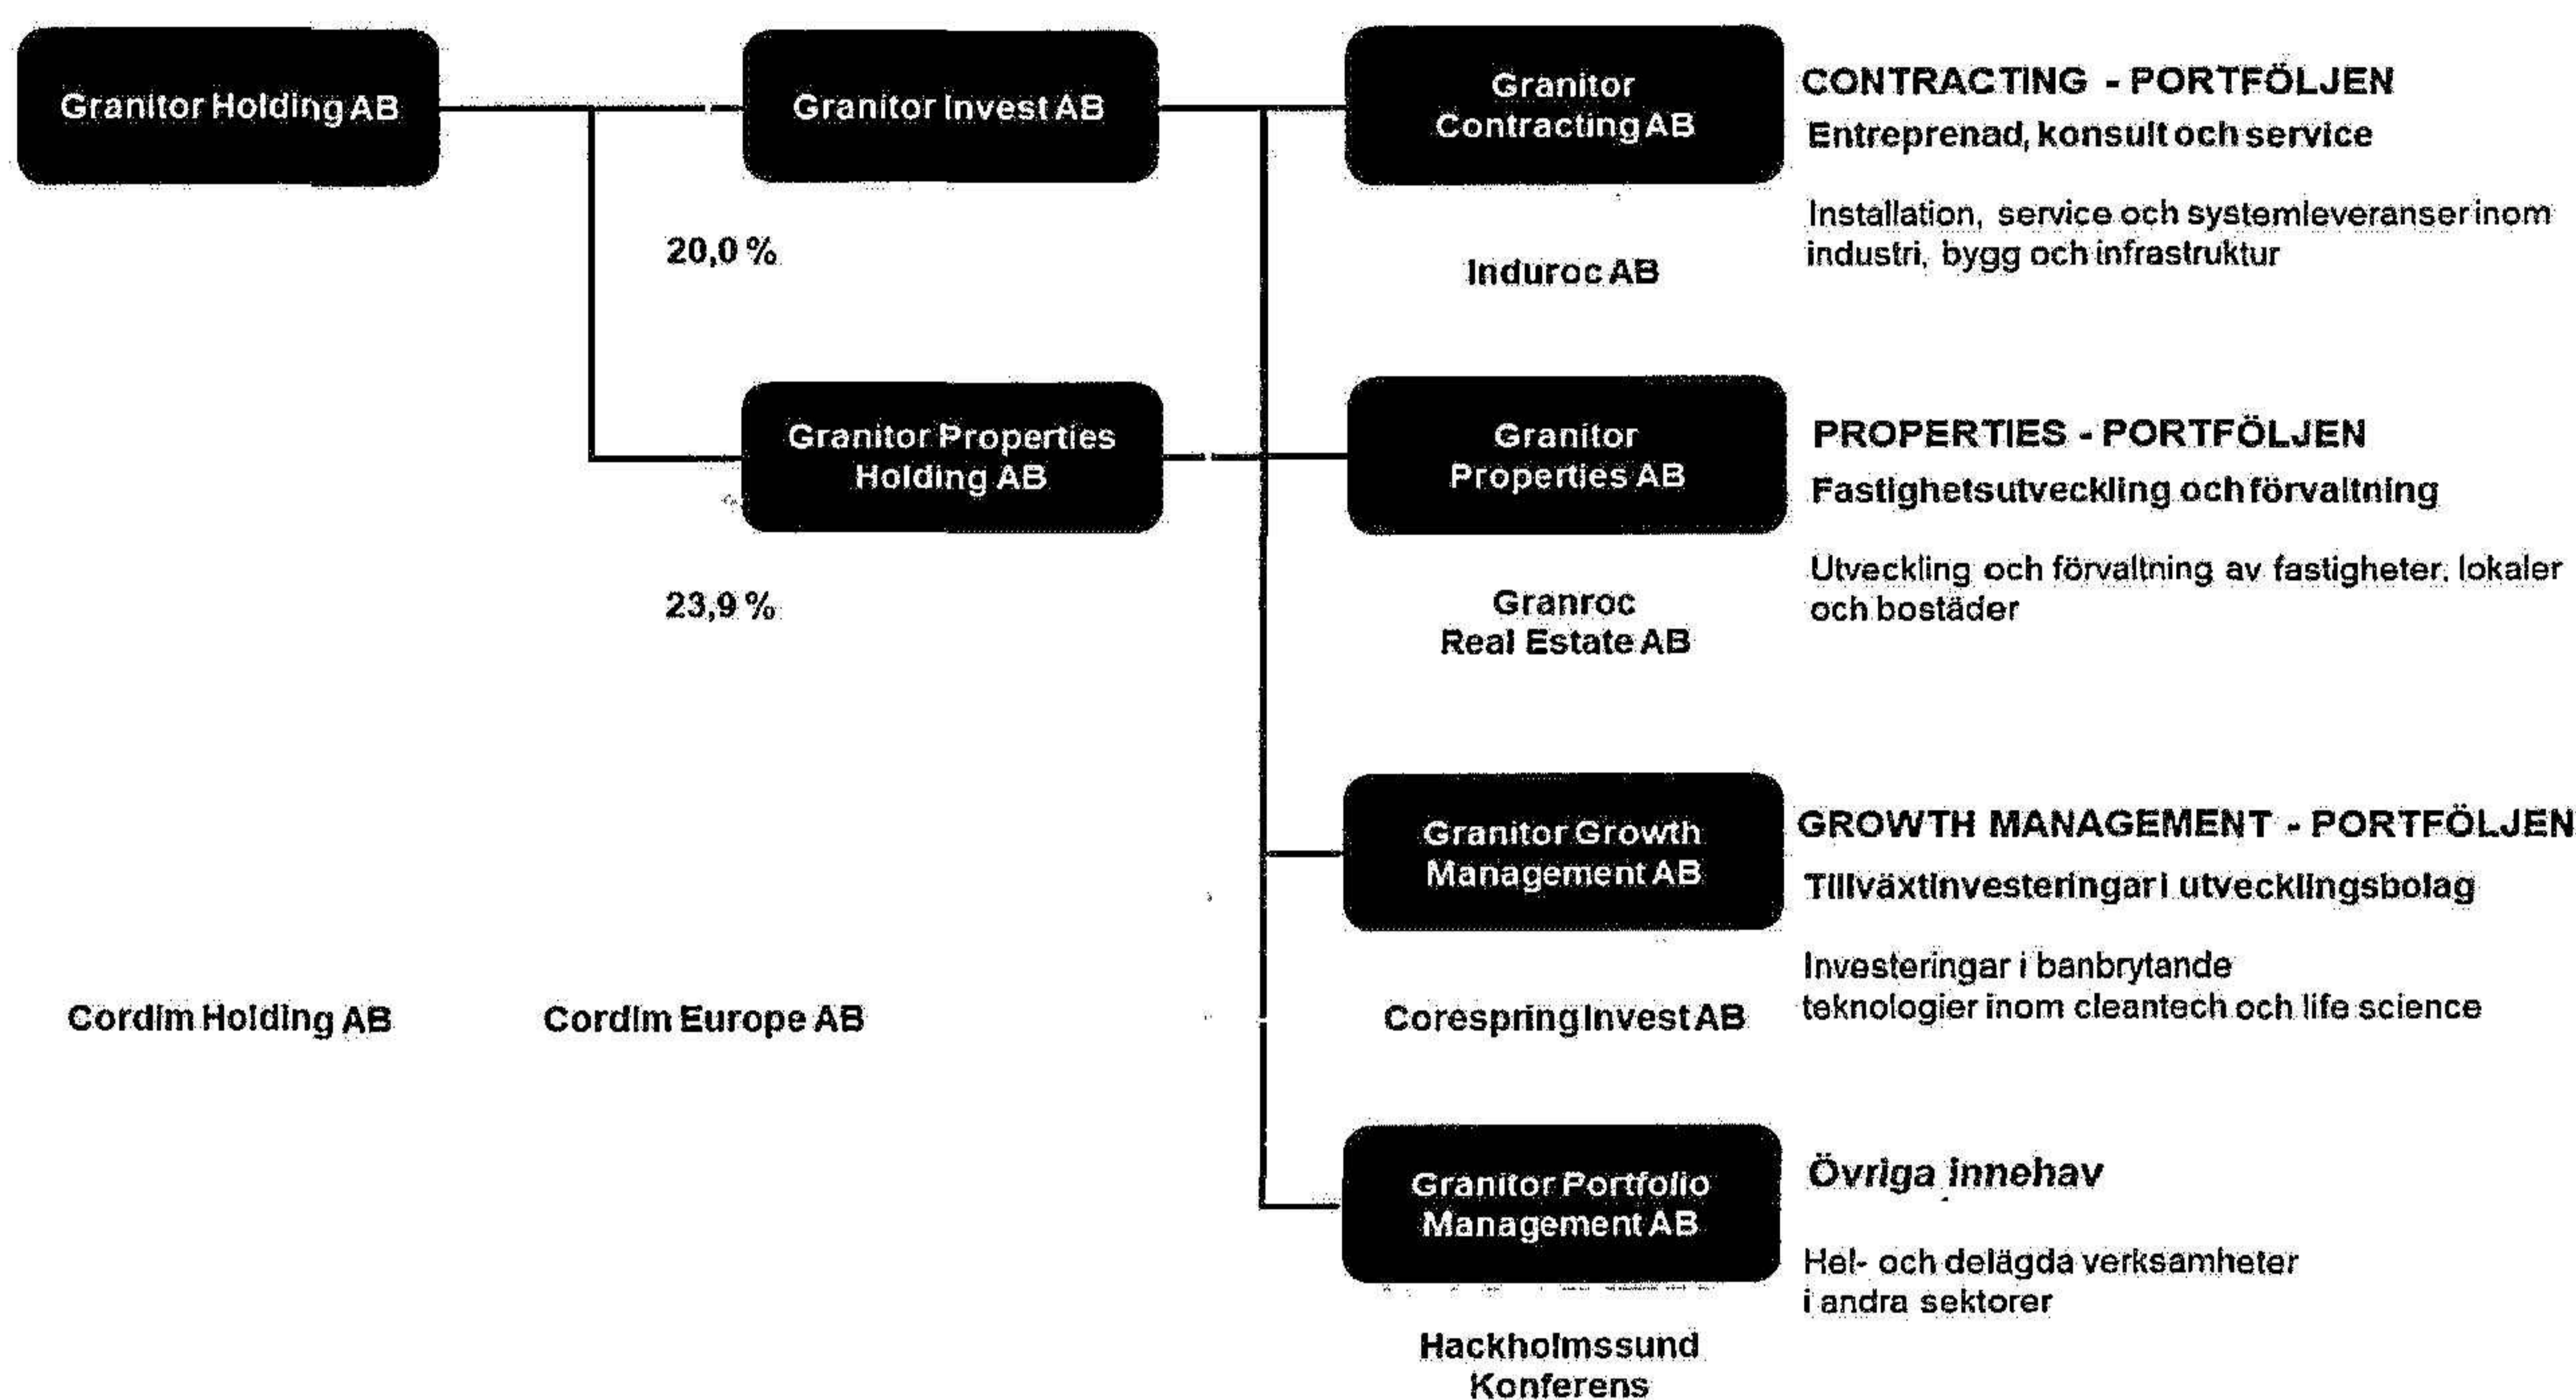 Granitor Holding AB
Granitor Invest AB
Granitor
Contracting AB
CONTRACTING - PORTFÖLJEN
Entreprenad, konsult och service
Installation, service och systemleveranser inom
industri, bygg och infrastruktur
20,0 %
Induroc AB
Granitor Properties
Holding AB
Granitor
Properties AB
PROPERTIES - PORTFÖLJEN
Fastighetsutveckling och förvaltning
Utveckling och förvaltning av fastigheter, lokaler
och bostäder
23,9 %
Granroc
Real Estate AB
Granitor Growth
Management AB
GROWTH MANAGEMENT - PORTFÖLJEN
Tillväxtinvesteringar i utvecklingsbolag
Investeringar i banbrytande
teknologier inom cleantech och life science
Cordim Holding AB
Cordim Europe AB
Corespring Invest AB
Granitor Portfolio
Management AB
Övriga innehav
Hel- och delägda verksamheter
i andra sektorer
Hackholmssund
Konferens